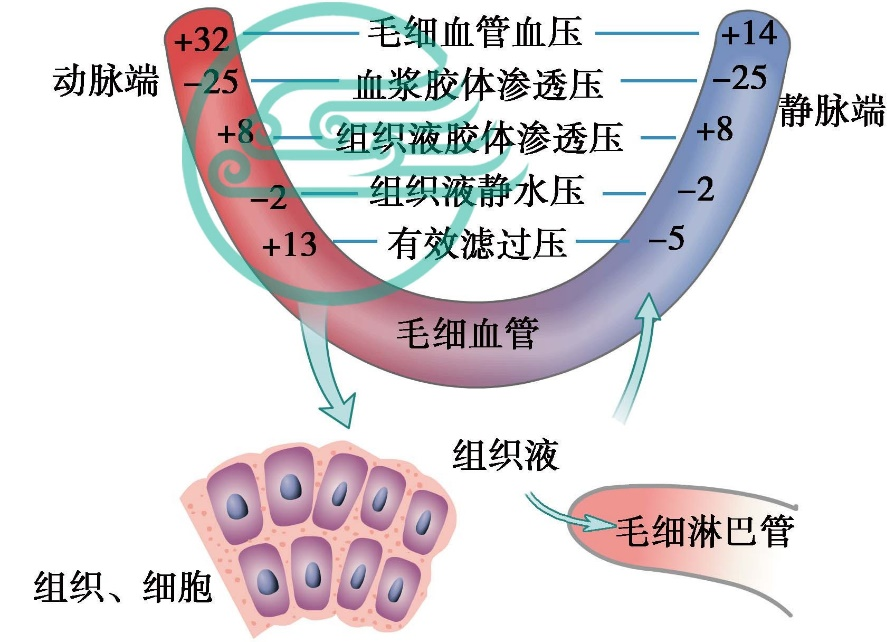 +32 毛细血管血压 +14
动脉端 -25 血浆胶体渗透压 -25 静脉端
+8 组织液胶体渗透压 +8
-2 组织液静水压 -2
+13 有效滤过压 -5
毛细血管
组织液
毛细淋巴管
组织、细胞